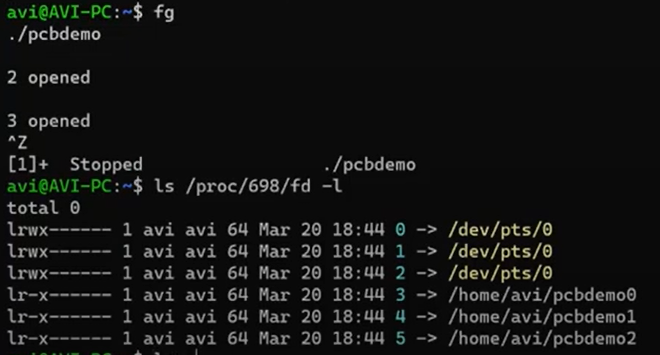 avi@AVI-PC:~$ fg
./pcbdemo
2 opened
3 opened
^Z
[1]+ Stopped ./pcbdemo
avi@AVI-PC:~$ ls /proc/698/fd -l
total 0
lrwx------ 1 avi avi 64 Mar 20 18:44 0 -> /dev/pts/0
lrwx------ 1 avi avi 64 Mar 20 18:44 1 -> /dev/pts/0
lrwx------ 1 avi avi 64 Mar 20 18:44 2 -> /dev/pts/0
lr-x------ 1 avi avi 64 Mar 20 18:44 3 -> /home/avi/pcbdemo0
lr-x------ 1 avi avi 64 Mar 20 18:44 4 -> /home/avi/pcbdemo1
lr-x------ 1 avi avi 64 Mar 20 18:44 5 -> /home/avi/pcbdemo2
avi@AVI-PC:~$